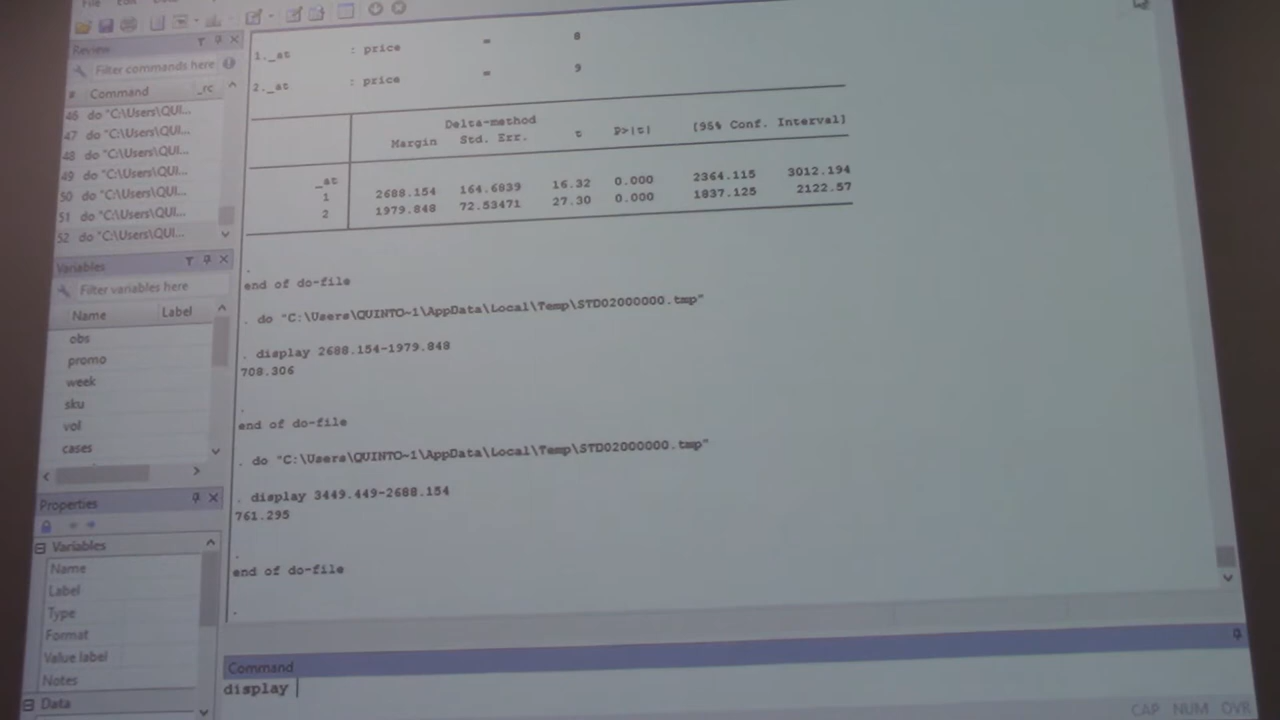 File Edit
Review
Filter commands here
# Command _rc
46 do "C:\Users\QUI...
47 do "C:\Users\QUI...
48 do "C:\Users\QUI...
49 do "C:\Users\QUI...
50 do "C:\Users\QUI...
51 do "C:\Users\QUI...
52 do "C:\Users\QUI...
Variables
Filter variables here
Name Label
obs
promo
week
sku
vol
cases
Properties
Variables
Name
Label
Type
Format
Value label
Notes
Data
1._at : price = 8
2._at : price = 9
Delta-method
Margin Std. Err. t P>|t| [95% Conf. Interval]
_at
1 2688.154 164.6839 16.32 0.000 2364.115 3012.194
2 1979.848 72.53471 27.30 0.000 1837.125 2122.57
.
end of do-file
. do "C:\Users\QUINTO~1\AppData\Local\Temp\STD02000000.tmp"
. display 2688.154-1979.848
708.306
.
end of do-file
. do "C:\Users\QUINTO~1\AppData\Local\Temp\STD02000000.tmp"
. display 3449.449-2688.154
761.295
.
end of do-file
.
Command
display
CAP NUM OVR